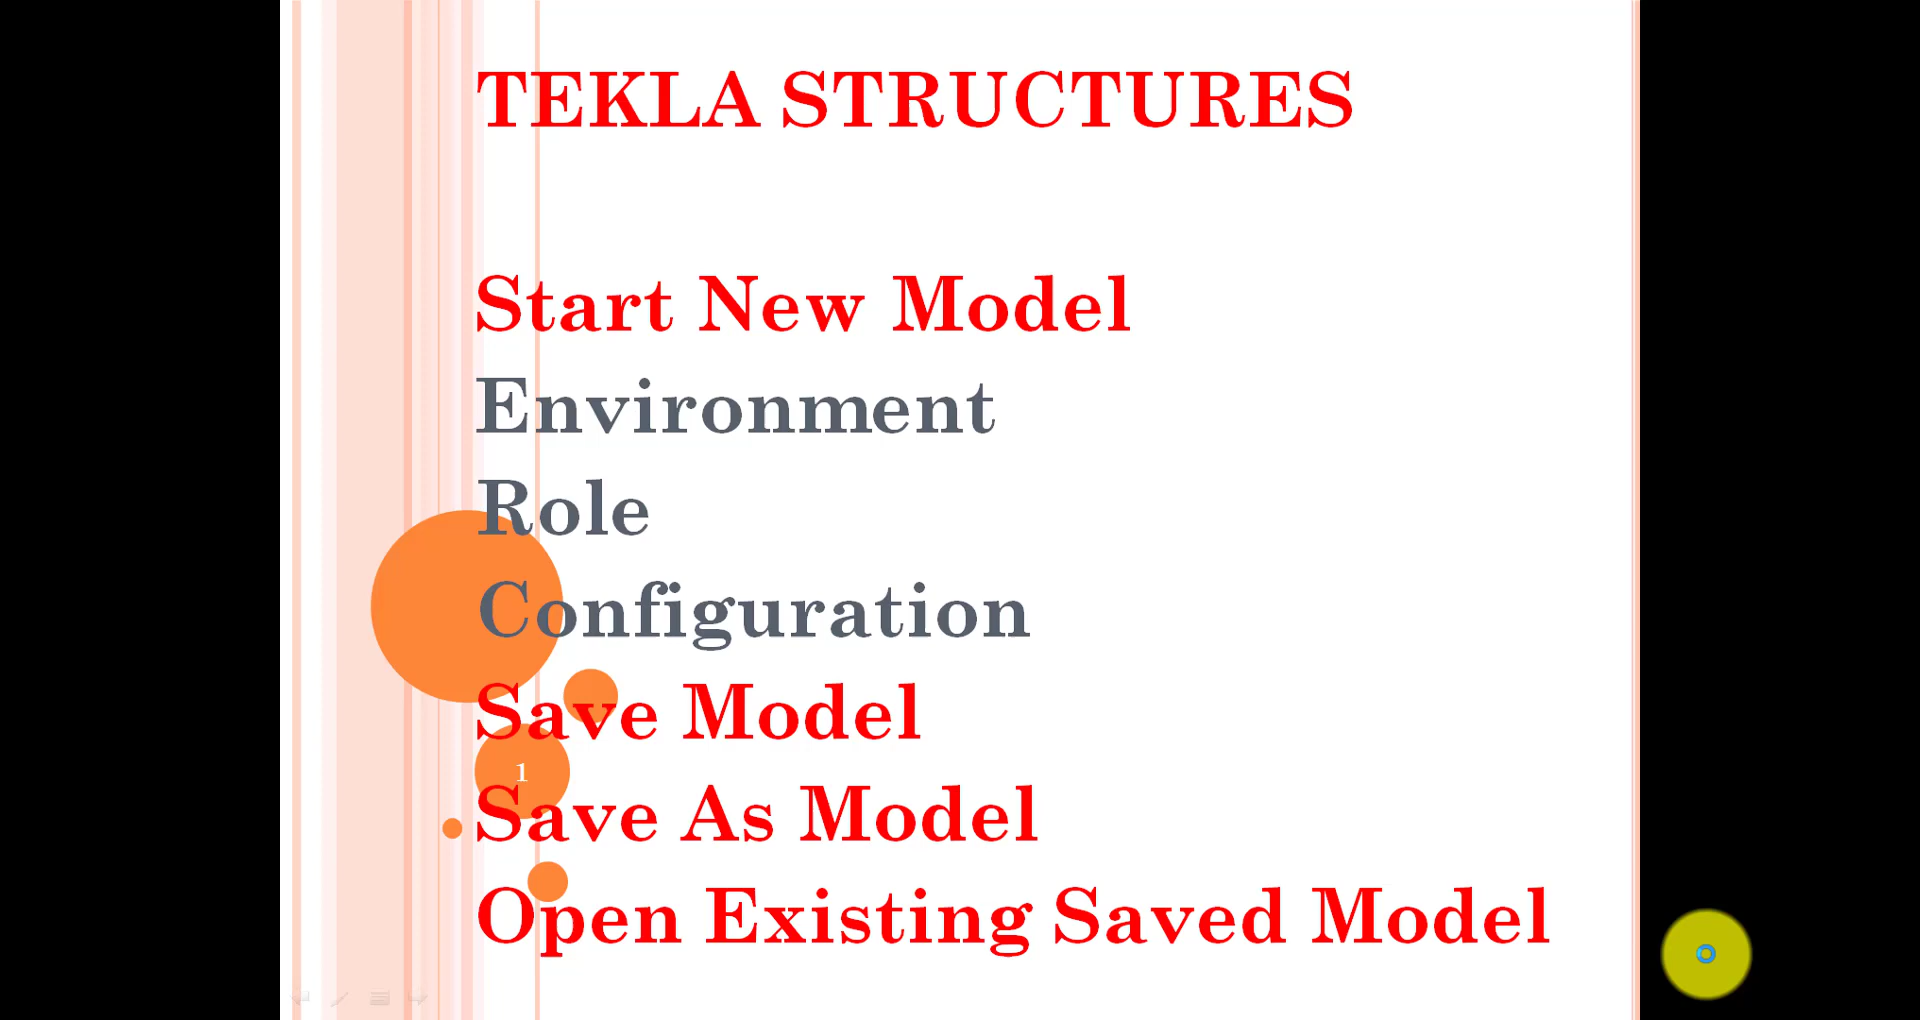 TEKLA STRUCTURES
Start New Model
Environment
Role
Configuration
Save Model
1
Save As Model
Open Existing Saved Model